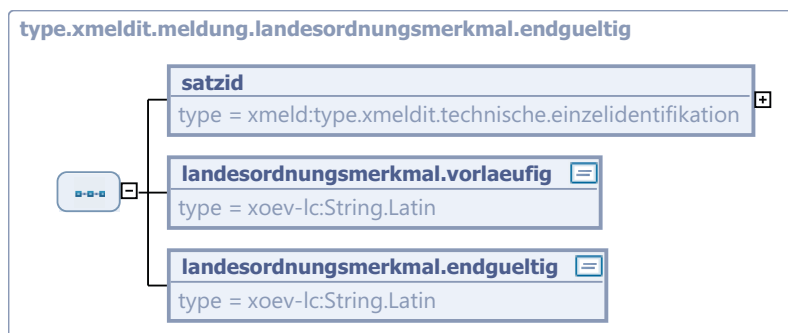 type.xmeldit.meldung.landesordnungsmerkmal.endgueltig
satzid
type = xmeld:type.xmeldit.technische.einzelidentifikation
landesordnungsmerkmal.vorlaeufig
type = xoev-lc:String.Latin
landesordnungsmerkmal.endgueltig
type = xoev-lc:String.Latin